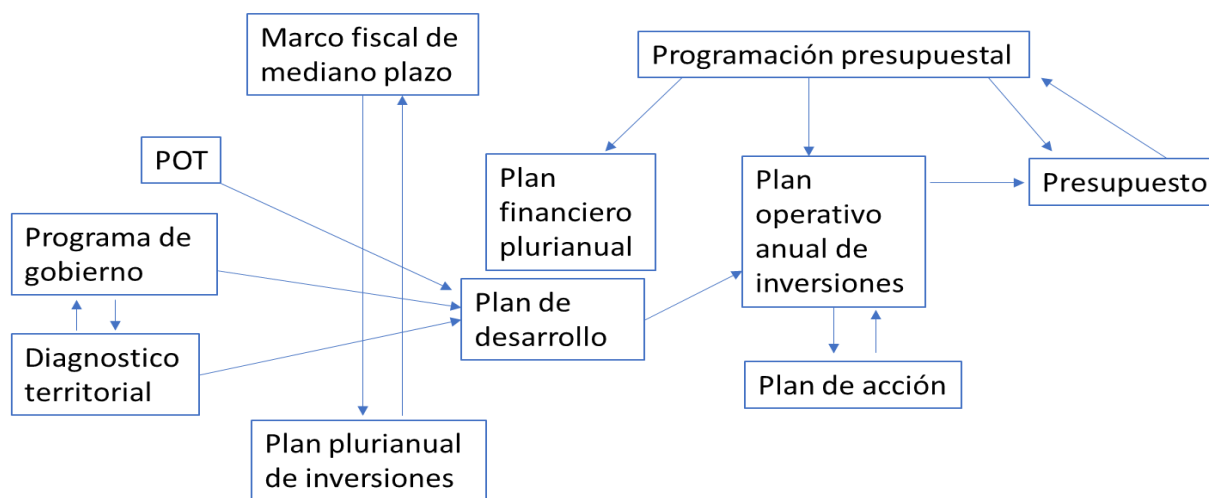 Marco fiscal de
mediano plazo
Programación presupuestal
POT
Plan
financiero
plurianual
Plan
operativo
anual de
inversiones
Presupuesto
Programa de
gobierno
Plan de
desarrollo
Diagnostico
territorial
Plan de acción
Plan plurianual
de inversiones